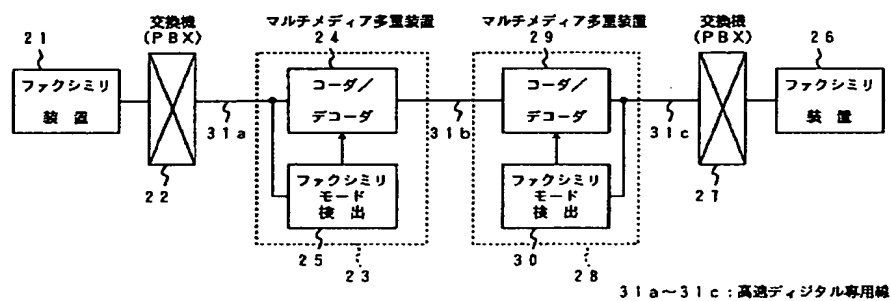 21
ファクシミリ
装置
交換機
(PBX)
22
31a
マルチメディア多重装置
24
コーダ/
デコーダ
ファクシミリ
モード
検出
25
23
31b
マルチメディア多重装置
29
コーダ/
デコーダ
ファクシミリ
モード
検出
30
28
31c
交換機
(PBX)
27
26
ファクシミリ
装置
31a~31c:高速ディジタル専用線